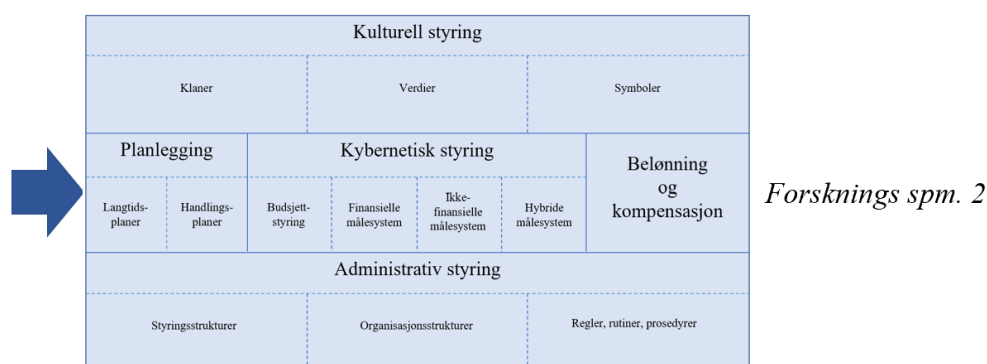 Kulturell styring
Klaner
Verdier
Symboler
Planlegging
Kybernetisk styring
Belønning
og
kompensasjon
Langtids-
planer
Handlings-
planer
Budsjett-
styring
Finansielle
målesystem
Ikke-
finansielle
målesystem
Hybride
målesystem
Forsknings spm. 2
Administrativ styring
Styringsstrukturer
Organisasjonsstrukturer
Regler, rutiner, prosedyrer